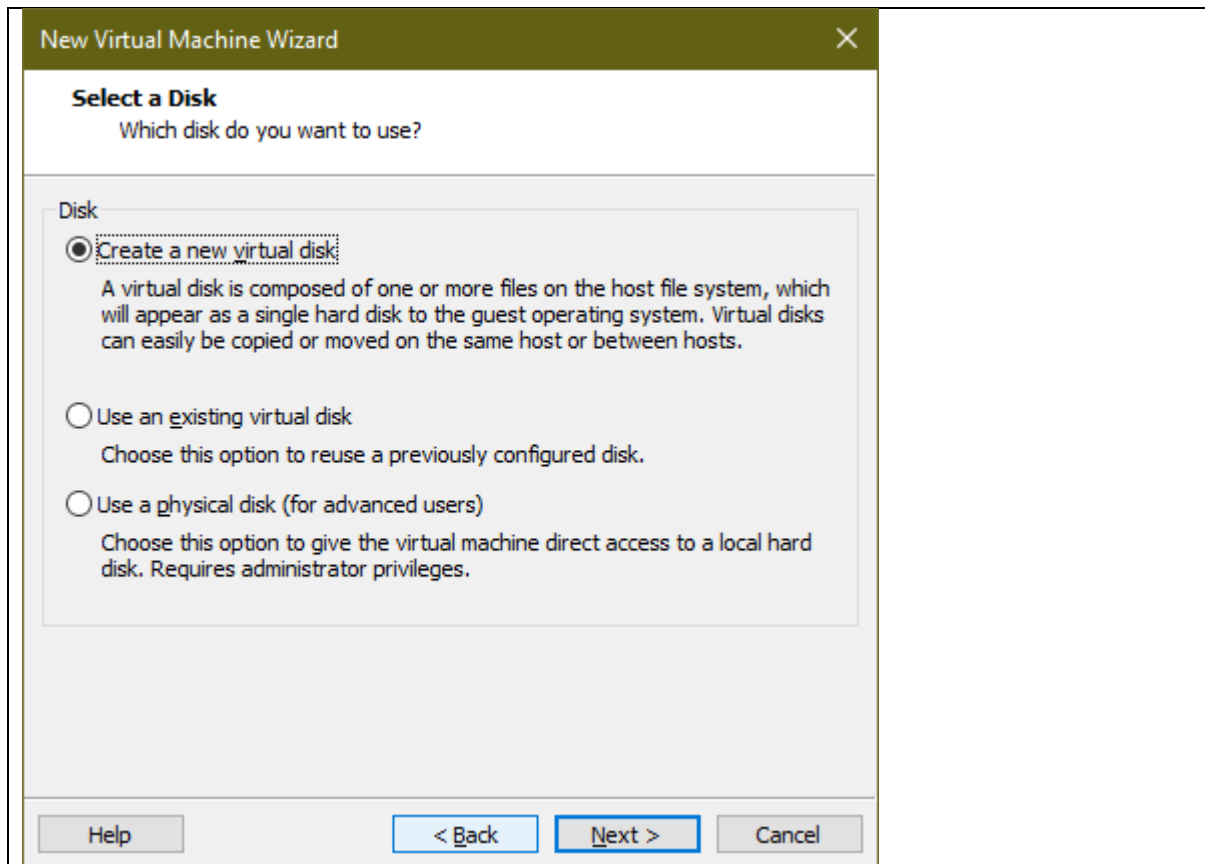 New Virtual Machine Wizard
Select a Disk
Which disk do you want to use?
Disk
Create a new virtual disk
A virtual disk is composed of one or more files on the host file system, which
will appear as a single hard disk to the guest operating system. Virtual disks
can easily be copied or moved on the same host or between hosts.
Use an existing virtual disk
Choose this option to reuse a previously configured disk.
Use a physical disk (for advanced users)
Choose this option to give the virtual machine direct access to a local hard
disk. Requires administrator privileges.
Help < Back Next > Cancel